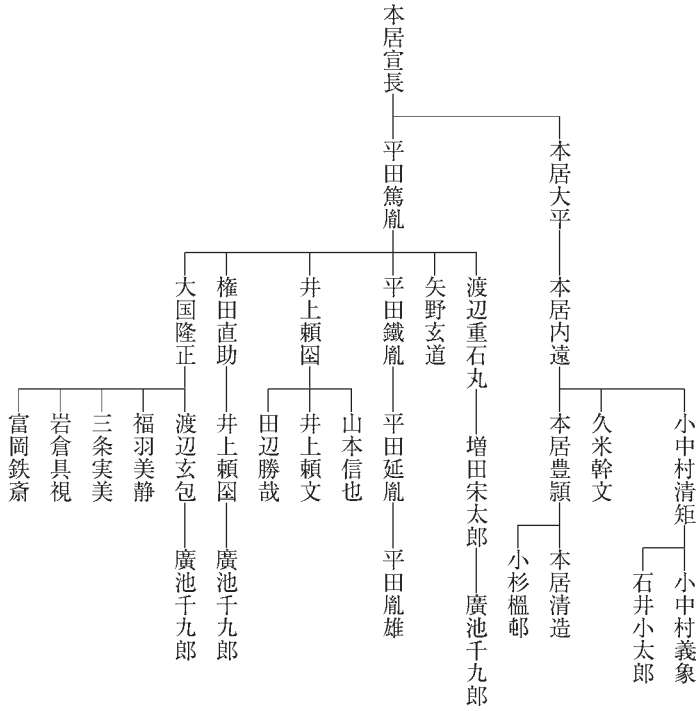 本居宣長
本居大平
平田篤胤
本居内遠
渡辺重石丸
矢野玄道
平田鐵胤
井上頼囶
権田直助
大国隆正
小中村清矩
久米幹文
本居豊頴
増田宋太郎
平田延胤
山本信也
井上頼文
田辺勝哉
井上頼囶
渡辺玄包
福羽美静
三条実美
岩倉具視
富岡鉄斎
小中村義象
石井小太郎
本居清造
小杉榲邨
廣池千九郎
平田胤雄
廣池千九郎
廣池千九郎